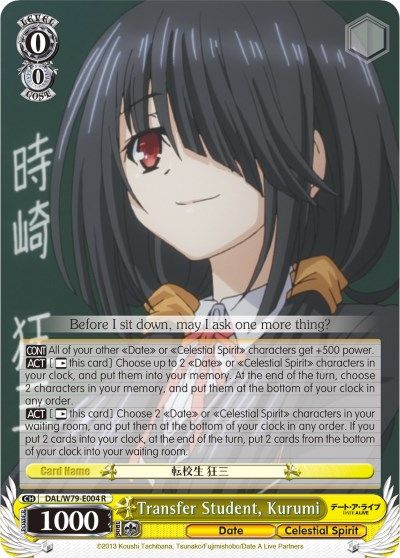 LEVEL
0
0
COST
時
崎
狂
三
Before I sit down, may I ask one more thing?
CONT All of your other «Date» or «Celestial Spirit» characters get +500 power.
ACT [this card] Choose up to 2 «Date» or «Celestial Spirit» characters in
your clock, and put them into your memory. At the end of the turn, choose
2 characters in your memory, and put them at the bottom of your clock in
any order.
ACT [this card] Choose 2 «Date» or «Celestial Spirit» characters in your
waiting room, and put them at the bottom of your clock in any order. If
you put 2 cards, at the end of the turn, put 2 cards from the bottom of
your clock into your waiting room.
Card Name
転校生 狂三
CD DAL/W79-E004 R
Transfer Student, Kurumi
デート・ア・ライブ
DATE A LIVE
POWER
1000
SOUL
Date
Celestial Spirit
©2013 Koushi Tachibana, Tsunako/Fujimishobo/Date A Live Partners